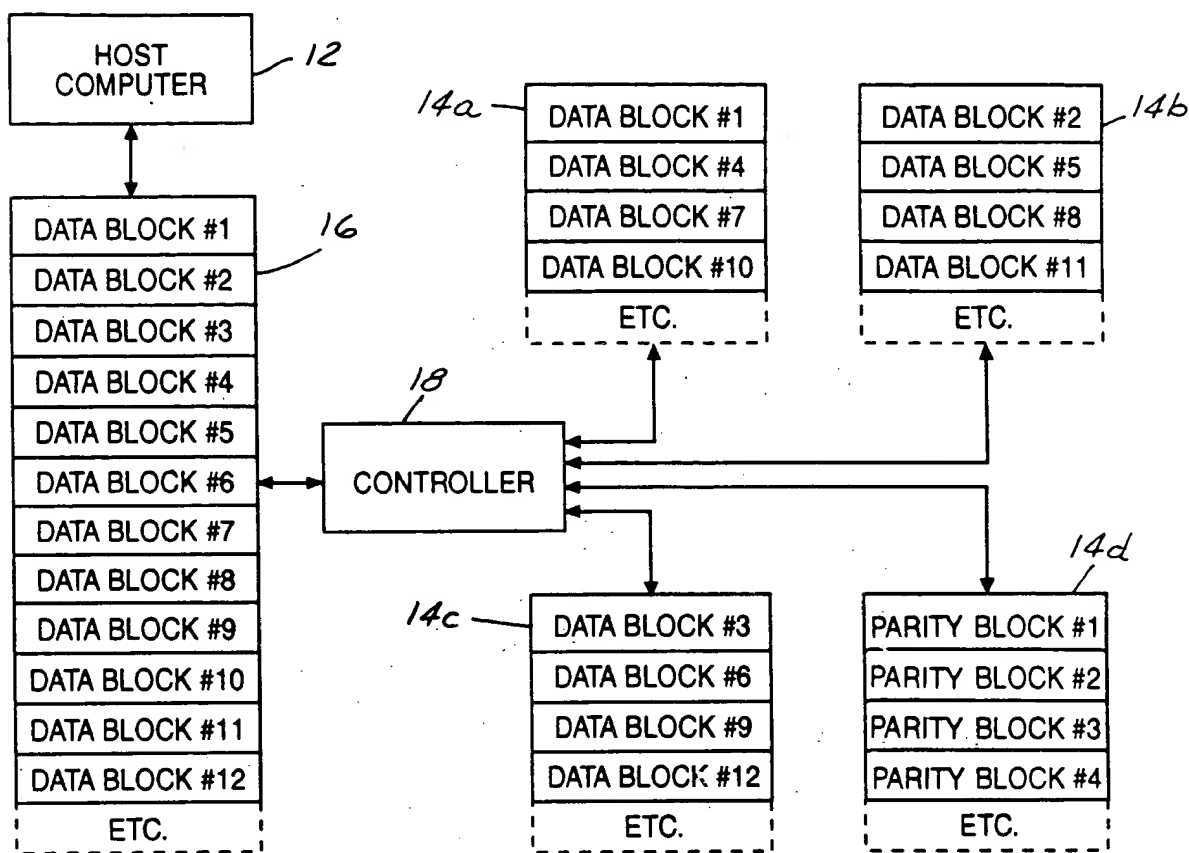 HOST
COMPUTER
12
DATA BLOCK #1
DATA BLOCK #2
DATA BLOCK #3
DATA BLOCK #4
DATA BLOCK #5
DATA BLOCK #6
DATA BLOCK #7
DATA BLOCK #8
DATA BLOCK #9
DATA BLOCK #10
DATA BLOCK #11
DATA BLOCK #12
ETC.
16
18
CONTROLLER
14a
DATA BLOCK #1
DATA BLOCK #4
DATA BLOCK #7
DATA BLOCK #10
ETC.
14b
DATA BLOCK #2
DATA BLOCK #5
DATA BLOCK #8
DATA BLOCK #11
ETC.
14c
DATA BLOCK #3
DATA BLOCK #6
DATA BLOCK #9
DATA BLOCK #12
ETC.
14d
PARITY BLOCK #1
PARITY BLOCK #2
PARITY BLOCK #3
PARITY BLOCK #4
ETC.